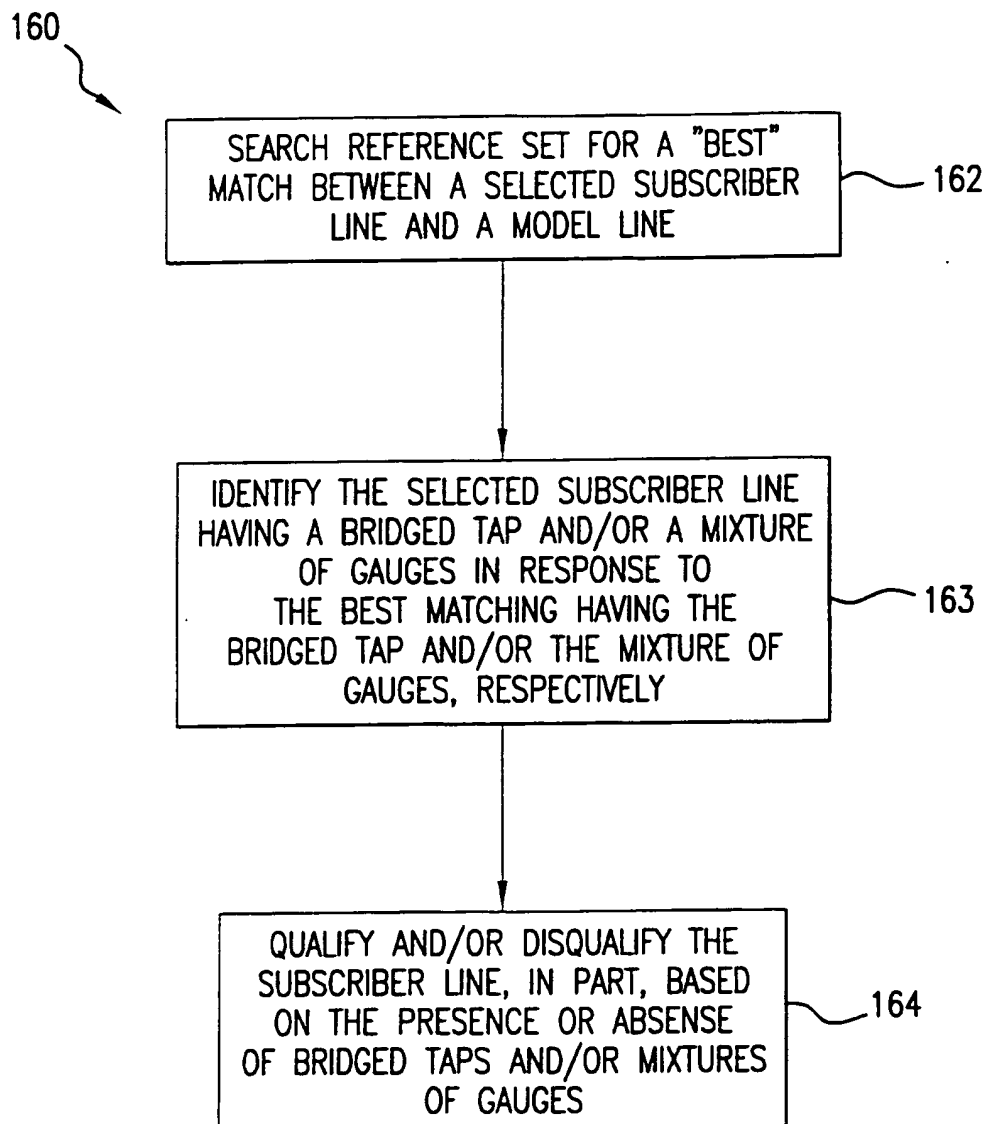 160
SEARCH REFERENCE SET FOR A "BEST"
MATCH BETWEEN A SELECTED SUBSCRIBER
LINE AND A MODEL LINE
162
IDENTIFY THE SELECTED SUBSCRIBER LINE
HAVING A BRIDGED TAP AND/OR A MIXTURE
OF GAUGES IN RESPONSE TO
THE BEST MATCHING HAVING THE
BRIDGED TAP AND/OR THE MIXTURE OF
GAUGES, RESPECTIVELY
163
QUALIFY AND/OR DISQUALIFY THE
SUBSCRIBER LINE, IN PART, BASED
ON THE PRESENCE OR ABSENSE
OF BRIDGED TAPS AND/OR MIXTURES
OF GAUGES
164